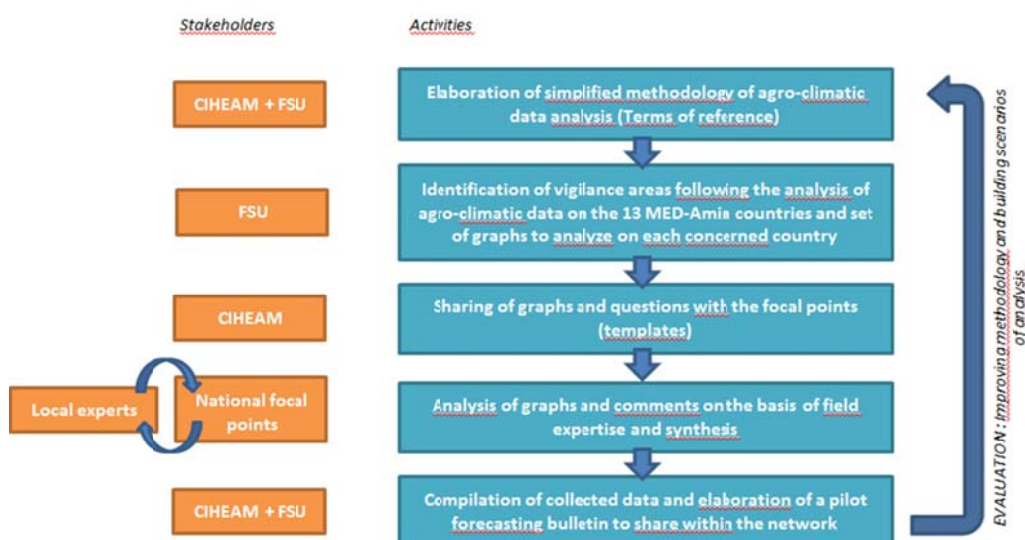 Stakeholders
Activities
CIHEAM + FSU
Elaboration of simplified methodology of agro-climatic
data analysis (Terms of reference)
FSU
Identification of vigilance areas following the analysis of
agro-climatic data on the 13 MED-Amin countries and set
of graphs to analyze on each concerned country
CIHEAM
Sharing of graphs and questions with the focal points
(templates)
Local experts
National focal
points
Analysis of graphs and comments on the basis of field
expertise and synthesis
CIHEAM + FSU
Compilation of collected data and elaboration of a pilot
forecasting bulletin to share within the network
EVALUATION : Improving methodology and building scenarios
of analysis